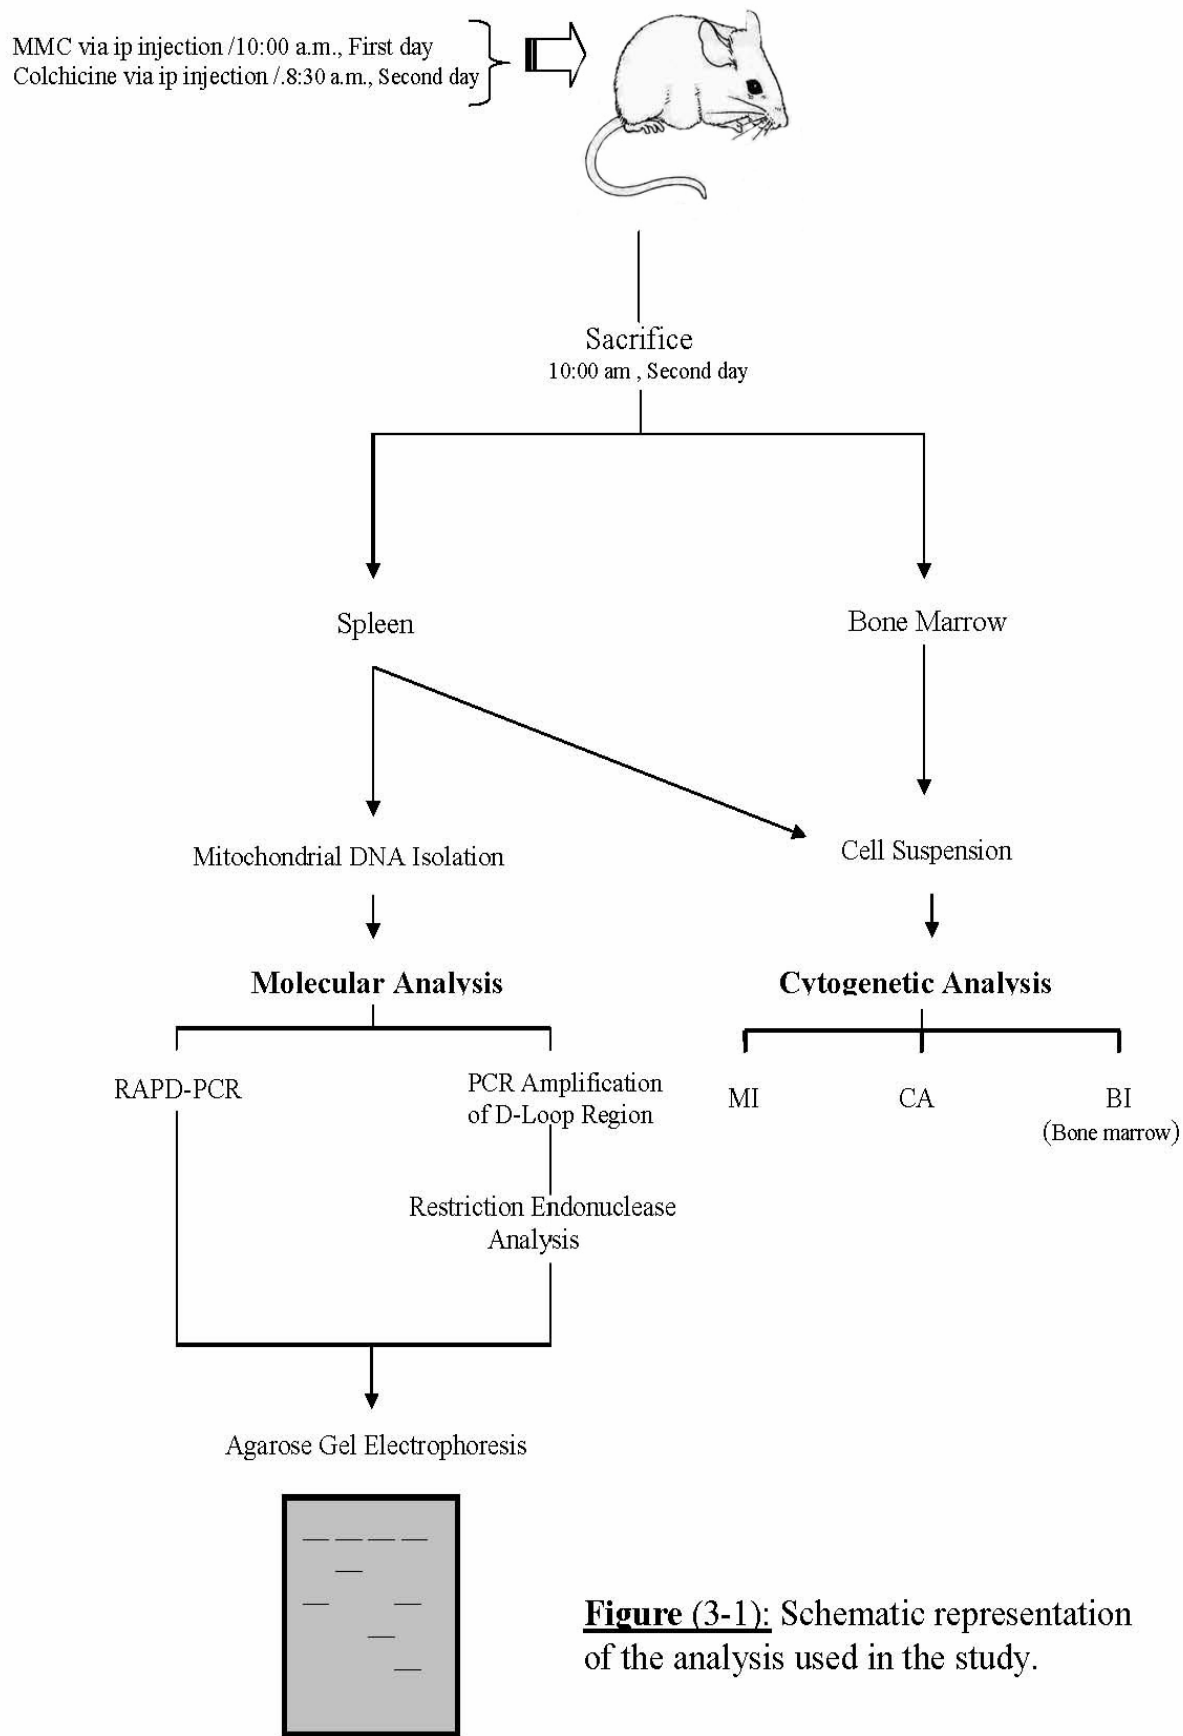 MMC via ip injection /10:00 a.m., First day
Colchicine via ip injection /.8:30 a.m., Second day
Sacrifice
10:00 am , Second day
Spleen
Bone Marrow
Mitochondrial DNA Isolation
Cell Suspension
Molecular Analysis
Cytogenetic Analysis
RAPD-PCR
PCR Amplification
of D-Loop Region
MI
CA
BI
(Bone marrow)
Restriction Endonuclease
Analysis
Agarose Gel Electrophoresis
Figure (3-1): Schematic representation
of the analysis used in the study.